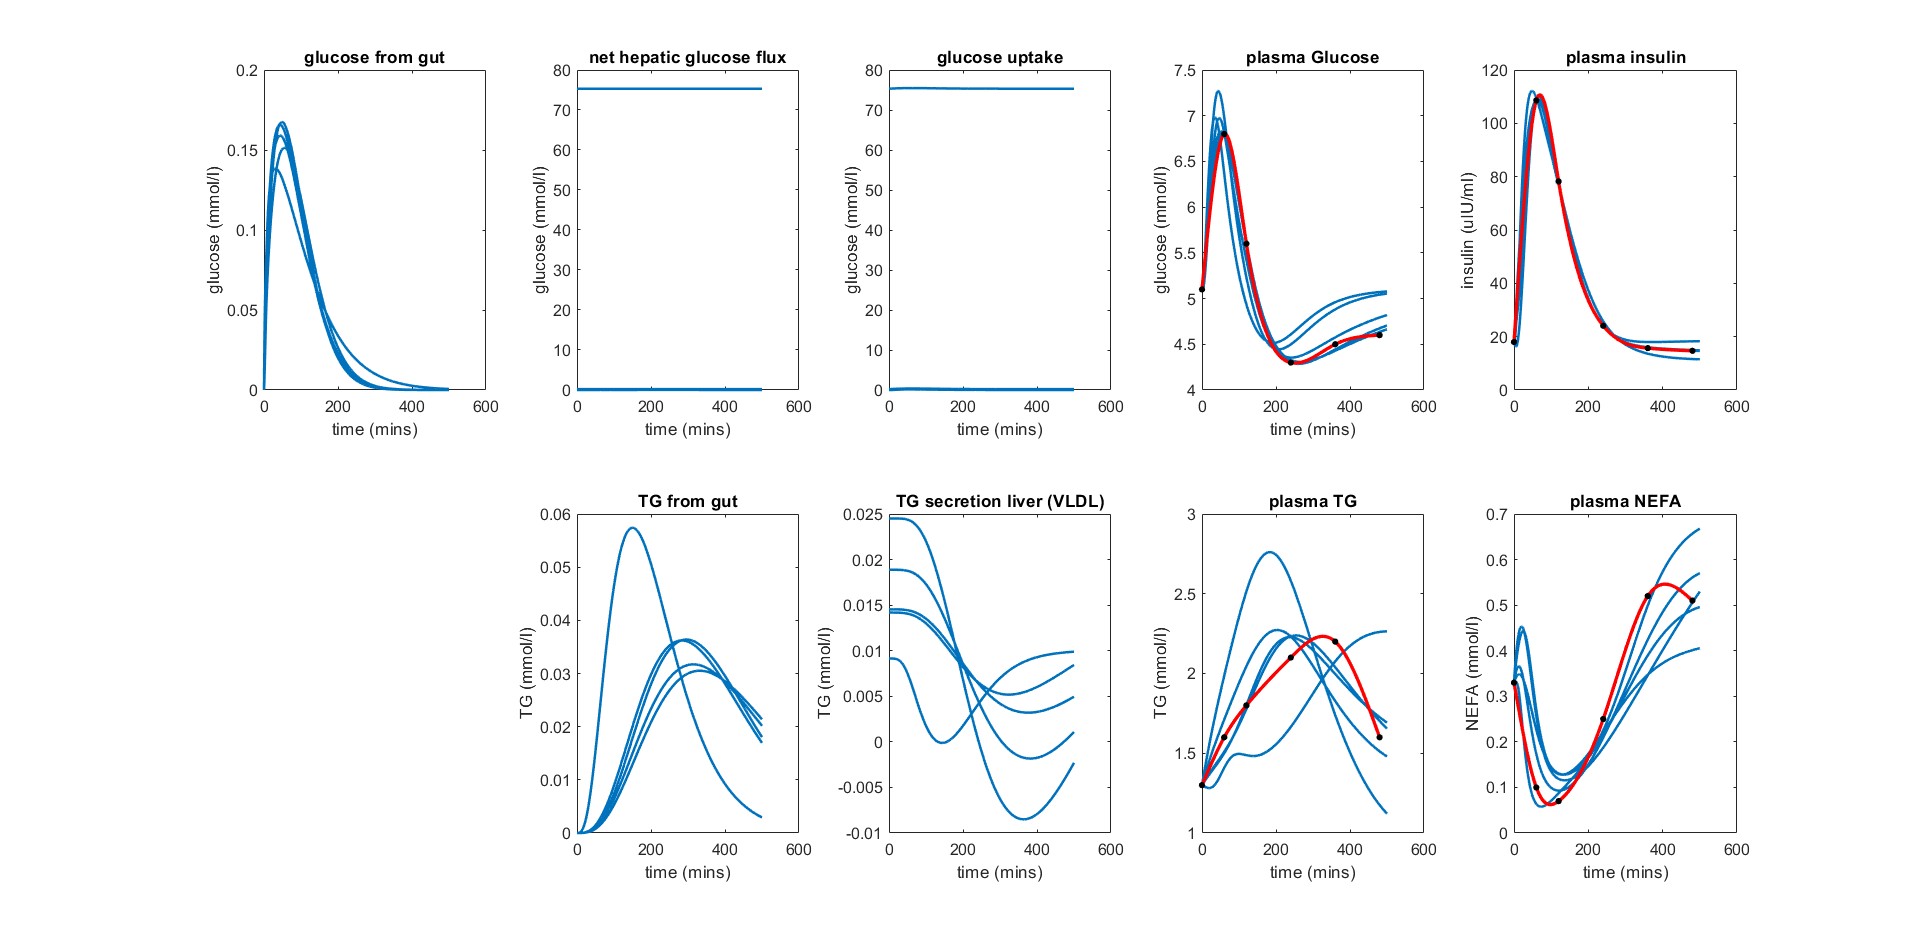 glucose from gut
0.2
0.15
0.1
0.05
0
0 200 400 600
glucose (mmol/l)
time (mins)
net hepatic glucose flux
80
70
60
50
40
30
20
10
0
0 200 400 600
glucose (mmol/l)
time (mins)
glucose uptake
80
70
60
50
40
30
20
10
0
0 200 400 600
glucose (mmol/l)
time (mins)
plasma Glucose
7.5
7
6.5
6
5.5
5
4.5
4
0 200 400 600
glucose (mmol/l)
time (mins)
plasma insulin
120
100
80
60
40
20
0
0 200 400 600
insulin (uIU/ml)
time (mins)
TG from gut
0.06
0.05
0.04
0.03
0.02
0.01
0
0 200 400 600
TG (mmol/l)
time (mins)
TG secretion liver (VLDL)
0.025
0.02
0.015
0.01
0.005
0
-0.005
-0.01
0 200 400 600
TG (mmol/l)
time (mins)
plasma TG
3
2.5
2
1.5
1
0 200 400 600
TG (mmol/l)
time (mins)
plasma NEFA
0.7
0.6
0.5
0.4
0.3
0.2
0.1
0
0 200 400 600
NEFA (mmol/l)
time (mins)